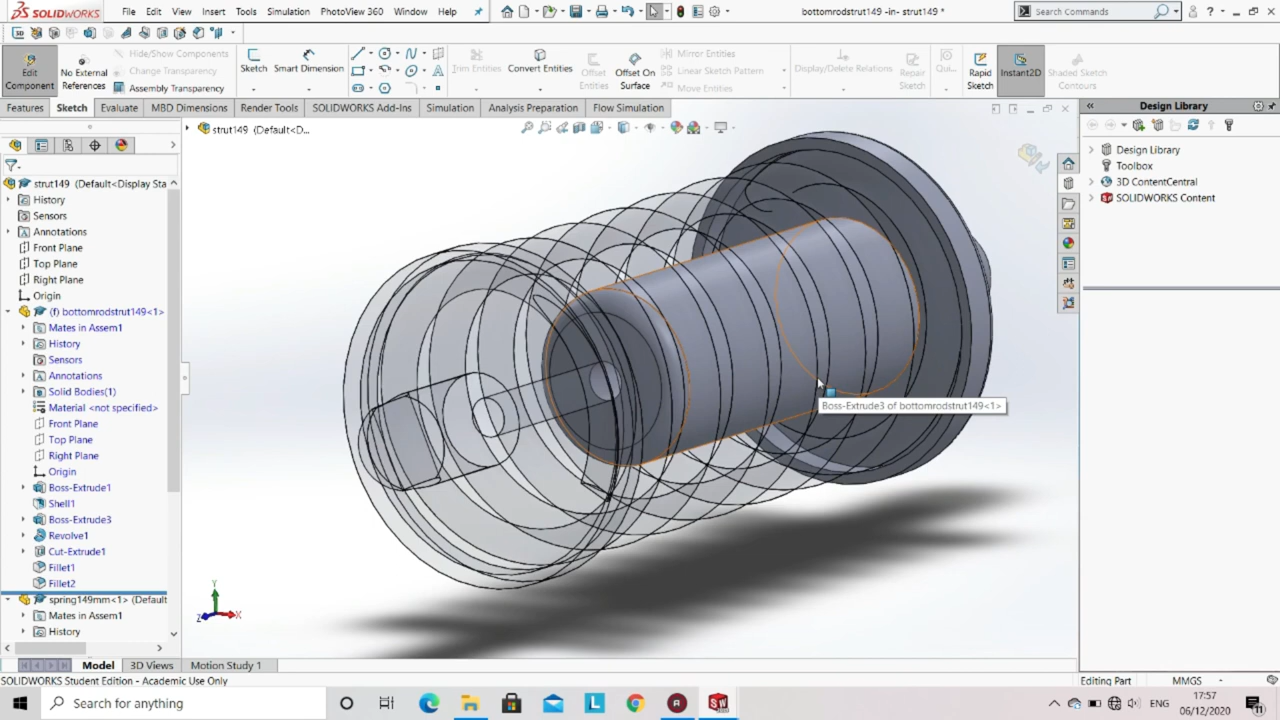 SOLIDWORKS
File Edit View Insert Tools Simulation PhotoView 360 Window Help
bottomrodstrut149 -in- strut149 *
Search Commands
Edit Component
No External References
Hide/Show Components
Change Transparency
Assembly Transparency
Sketch
Smart Dimension
Trim Entities
Convert Entities
Offset Entities
Offset On Surface
Mirror Entities
Linear Sketch Pattern
Move Entities
Display/Delete Relations
Repair Sketch
Qui...
Rapid Sketch
Instant2D
Shaded Sketch Contours
Features Sketch Evaluate MBD Dimensions Render Tools SOLIDWORKS Add-Ins Simulation Analysis Preparation Flow Simulation
Design Library
strut149 (Default<D...
Design Library
Toolbox
3D ContentCentral
SOLIDWORKS Content
strut149 (Default<Display Sta
History
Sensors
Annotations
Front Plane
Top Plane
Right Plane
Origin
(f) bottomrodstrut149<1>
Mates in Assem1
History
Sensors
Annotations
Solid Bodies(1)
Material <not specified>
Front Plane
Top Plane
Right Plane
Origin
Boss-Extrude1
Shell1
Boss-Extrude3
Revolve1
Cut-Extrude1
Fillet1
Fillet2
spring149mm<1> (Default
Mates in Assem1
History
Boss-Extrude3 of bottomrodstrut149<1>
Y
X
Z
Model 3D Views Motion Study 1
SOLIDWORKS Student Edition - Academic Use Only
Editing Part MMGS
Search for anything
ENG
17:57
06/12/2020
11